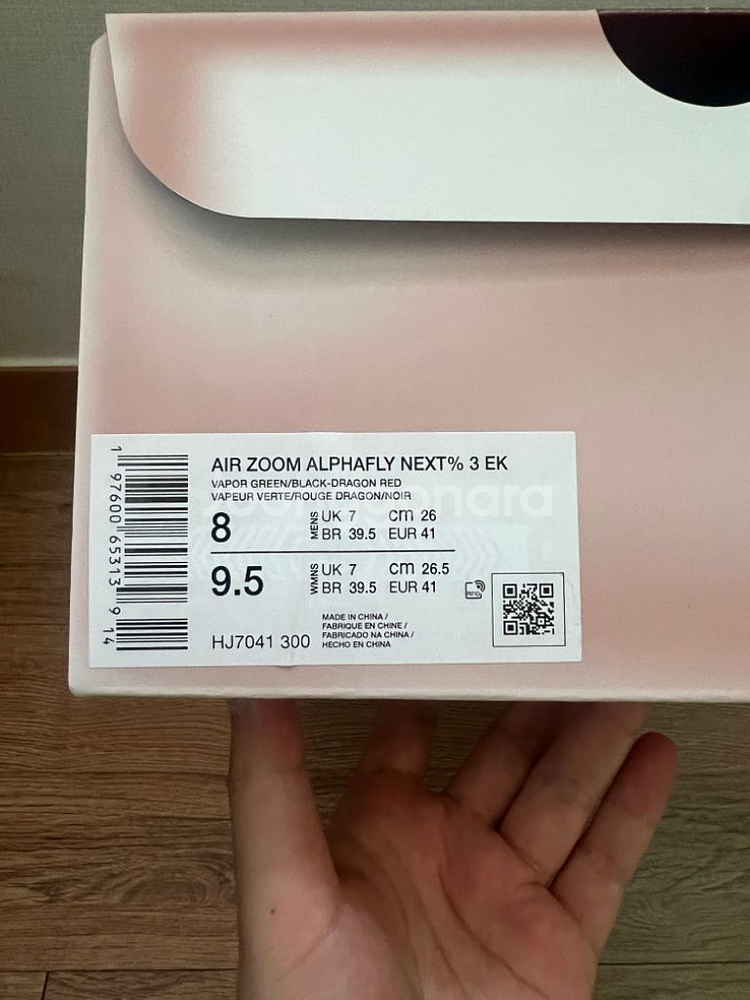 AIR ZOOM ALPHAFLY NEXT% 3 EK
VAPOR GREEN/BLACK-DRAGON RED
VAPEUR VERTE/ROUGE DRAGON/NOIR
8 MENS UK 7 cm 26
BR 39.5 EUR 41
9.5 WMNS UK 7 cm 26.5
BR 39.5 EUR 41
HJ7041 300
MADE IN CHINA /
FABRIQUE EN CHINE /
FABRICADO NA CHINA /
HECHO EN CHINA
1 97600 65313 9 14